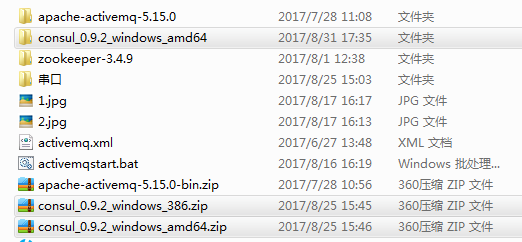 apache-activemq-5.15.0 2017/7/28 11:08 文件夹
consul_0.9.2_windows_amd64 2017/8/31 17:35 文件夹
zookeeper-3.4.9 2017/8/1 12:38 文件夹
串口 2017/8/25 15:03 文件夹
1.jpg 2017/8/17 16:17 JPG 文件
2.jpg 2017/8/17 16:13 JPG 文件
activemq.xml 2017/6/27 13:48 XML 文档
activemqstart.bat 2017/8/16 16:19 Windows 批处理...
apache-activemq-5.15.0-bin.zip 2017/7/28 10:56 360压缩 ZIP 文件
consul_0.9.2_windows_386.zip 2017/8/25 15:45 360压缩 ZIP 文件
consul_0.9.2_windows_amd64.zip 2017/8/25 15:46 360压缩 ZIP 文件